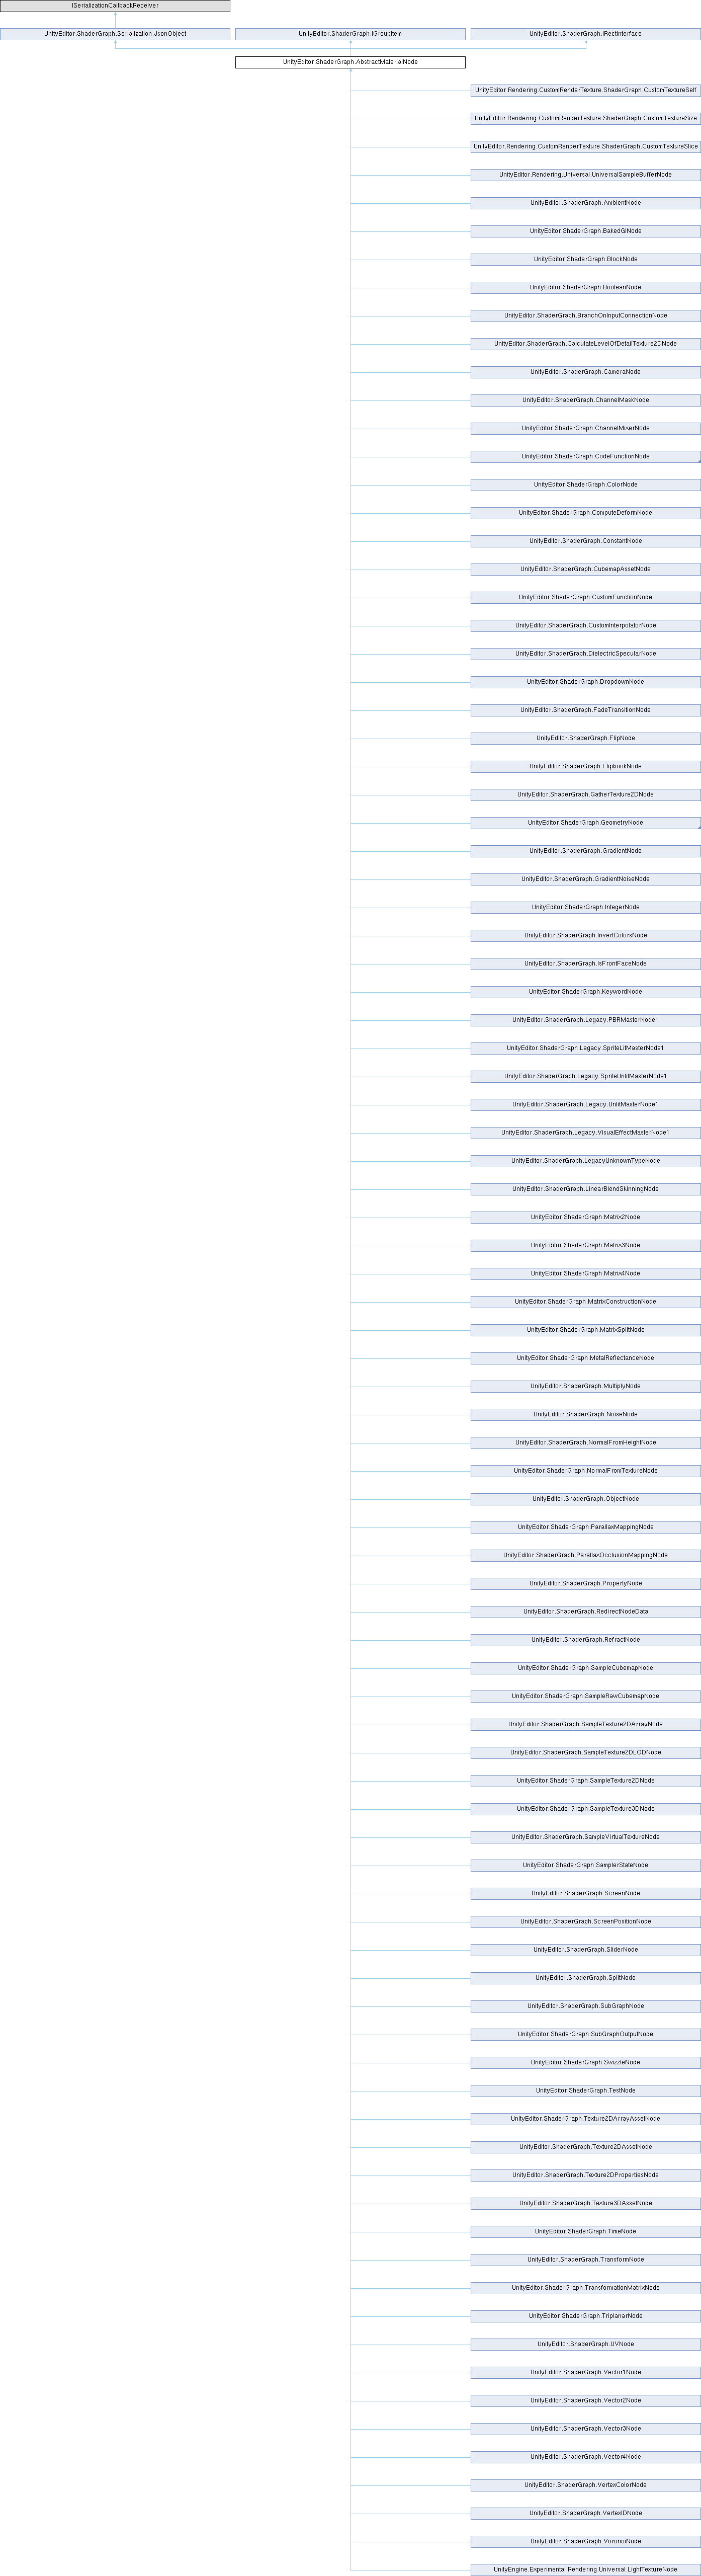 ISerializationCallbackReceiver
UnityEditor.ShaderGraph.Serialization.JsonObject
UnityEditor.ShaderGraph.IGroupItem
UnityEditor.ShaderGraph.IRectInterface
UnityEditor.ShaderGraph.AbstractMaterialNode
UnityEditor.Rendering.CustomRenderTexture.ShaderGraph.CustomTextureSelf
UnityEditor.Rendering.CustomRenderTexture.ShaderGraph.CustomTextureSize
UnityEditor.Rendering.CustomRenderTexture.ShaderGraph.CustomTextureSlice
UnityEditor.Rendering.Universal.UniversalSampleBufferNode
UnityEditor.ShaderGraph.AmbientNode
UnityEditor.ShaderGraph.BakedGINode
UnityEditor.ShaderGraph.BlockNode
UnityEditor.ShaderGraph.BooleanNode
UnityEditor.ShaderGraph.BranchOnInputConnectionNode
UnityEditor.ShaderGraph.CalculateLevelOfDetailTexture2DNode
UnityEditor.ShaderGraph.CameraNode
UnityEditor.ShaderGraph.ChannelMaskNode
UnityEditor.ShaderGraph.ChannelMixerNode
UnityEditor.ShaderGraph.CodeFunctionNode
UnityEditor.ShaderGraph.ColorNode
UnityEditor.ShaderGraph.ComputeDeformNode
UnityEditor.ShaderGraph.ConstantNode
UnityEditor.ShaderGraph.CubemapAssetNode
UnityEditor.ShaderGraph.CustomFunctionNode
UnityEditor.ShaderGraph.CustomInterpolatorNode
UnityEditor.ShaderGraph.DielectricSpecularNode
UnityEditor.ShaderGraph.DropdownNode
UnityEditor.ShaderGraph.FadeTransitionNode
UnityEditor.ShaderGraph.FlipNode
UnityEditor.ShaderGraph.FlipbookNode
UnityEditor.ShaderGraph.GatherTexture2DNode
UnityEditor.ShaderGraph.GeometryNode
UnityEditor.ShaderGraph.GradientNode
UnityEditor.ShaderGraph.GradientNoiseNode
UnityEditor.ShaderGraph.IntegerNode
UnityEditor.ShaderGraph.InvertColorsNode
UnityEditor.ShaderGraph.IsFrontFaceNode
UnityEditor.ShaderGraph.KeywordNode
UnityEditor.ShaderGraph.Legacy.PBRMasterNode1
UnityEditor.ShaderGraph.Legacy.SpriteLitMasterNode1
UnityEditor.ShaderGraph.Legacy.SpriteUnlitMasterNode1
UnityEditor.ShaderGraph.Legacy.UnlitMasterNode1
UnityEditor.ShaderGraph.Legacy.VisualEffectMasterNode1
UnityEditor.ShaderGraph.LegacyUnknownTypeNode
UnityEditor.ShaderGraph.LinearBlendSkinningNode
UnityEditor.ShaderGraph.Matrix2Node
UnityEditor.ShaderGraph.Matrix3Node
UnityEditor.ShaderGraph.Matrix4Node
UnityEditor.ShaderGraph.MatrixConstructionNode
UnityEditor.ShaderGraph.MatrixSplitNode
UnityEditor.ShaderGraph.MetalReflectanceNode
UnityEditor.ShaderGraph.MultiplyNode
UnityEditor.ShaderGraph.NoiseNode
UnityEditor.ShaderGraph.NormalFromHeightNode
UnityEditor.ShaderGraph.NormalFromTextureNode
UnityEditor.ShaderGraph.ObjectNode
UnityEditor.ShaderGraph.ParallaxMappingNode
UnityEditor.ShaderGraph.ParallaxOcclusionMappingNode
UnityEditor.ShaderGraph.PropertyNode
UnityEditor.ShaderGraph.RedirectNodeData
UnityEditor.ShaderGraph.RefractNode
UnityEditor.ShaderGraph.SampleCubemapNode
UnityEditor.ShaderGraph.SampleRawCubemapNode
UnityEditor.ShaderGraph.SampleTexture2DArrayNode
UnityEditor.ShaderGraph.SampleTexture2DLODNode
UnityEditor.ShaderGraph.SampleTexture2DNode
UnityEditor.ShaderGraph.SampleTexture3DNode
UnityEditor.ShaderGraph.SampleVirtualTextureNode
UnityEditor.ShaderGraph.SamplerStateNode
UnityEditor.ShaderGraph.ScreenNode
UnityEditor.ShaderGraph.ScreenPositionNode
UnityEditor.ShaderGraph.SliderNode
UnityEditor.ShaderGraph.SplitNode
UnityEditor.ShaderGraph.SubGraphNode
UnityEditor.ShaderGraph.SubGraphOutputNode
UnityEditor.ShaderGraph.SwizzleNode
UnityEditor.ShaderGraph.TestNode
UnityEditor.ShaderGraph.Texture2DArrayAssetNode
UnityEditor.ShaderGraph.Texture2DAssetNode
UnityEditor.ShaderGraph.Texture2DPropertiesNode
UnityEditor.ShaderGraph.Texture3DAssetNode
UnityEditor.ShaderGraph.TimeNode
UnityEditor.ShaderGraph.TransformNode
UnityEditor.ShaderGraph.TransformationMatrixNode
UnityEditor.ShaderGraph.TriplanarNode
UnityEditor.ShaderGraph.UVNode
UnityEditor.ShaderGraph.Vector1Node
UnityEditor.ShaderGraph.Vector2Node
UnityEditor.ShaderGraph.Vector3Node
UnityEditor.ShaderGraph.Vector4Node
UnityEditor.ShaderGraph.VertexColorNode
UnityEditor.ShaderGraph.VertexIDNode
UnityEditor.ShaderGraph.VoronoiNode
UnityEngine.Experimental.Rendering.Universal.LightTextureNode